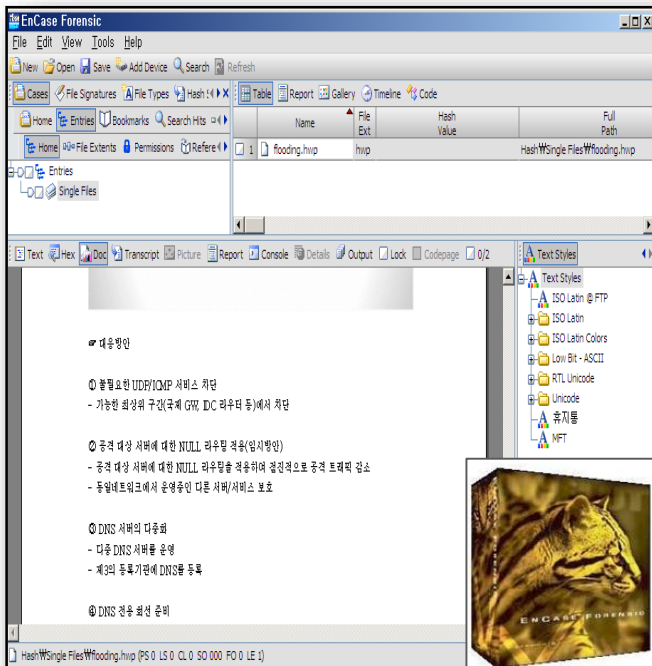 EnCase Forensic
File Edit View Tools Help
New Open Save Add Device Search Refresh
Cases File Signatures File Types Hash S
Table Report Gallery Timeline Code
Home Entries Bookmarks Search Hits
Home File Extents Permissions Refere
Entries
Single Files
Name File Ext Hash Value Full Path
1 flooding.hwp hwp Hash₩Single Files₩flooding.hwp
Text Hex Doc Transcript Picture Report Console Details Output Lock Codepage 0/2
☞ 대응방안
① 불필요한 UDP/ICMP 서비스 차단
- 가능한 최상위 구간(국제 GW, IDC 라우터 등)에서 차단
② 공격 대상 서버에 대한 NULL 라우팅 적용(임시방안)
- 공격 대상 서버에 대한 NULL 라우팅을 적용하여 점진적으로 공격 트래픽 감소
- 동일네트워크에서 운영중인 다른 서버/서비스 보호
③ DNS 서버의 다중화
- 다중 DNS 서버를 운영
- 제3의 등록기관에 DNS를 등록
④ DNS 전용 회선 준비
Text Styles
Text Styles
ISO Latin @ FTP
ISO Latin
ISO Latin Colors
Low Bit - ASCII
RTL Unicode
Unicode
휴지통
MFT
ENCASE FORENSIC
Hash₩Single Files₩flooding.hwp (PS 0 LS 0 CL 0 SO 000 FO 0 LE 1)